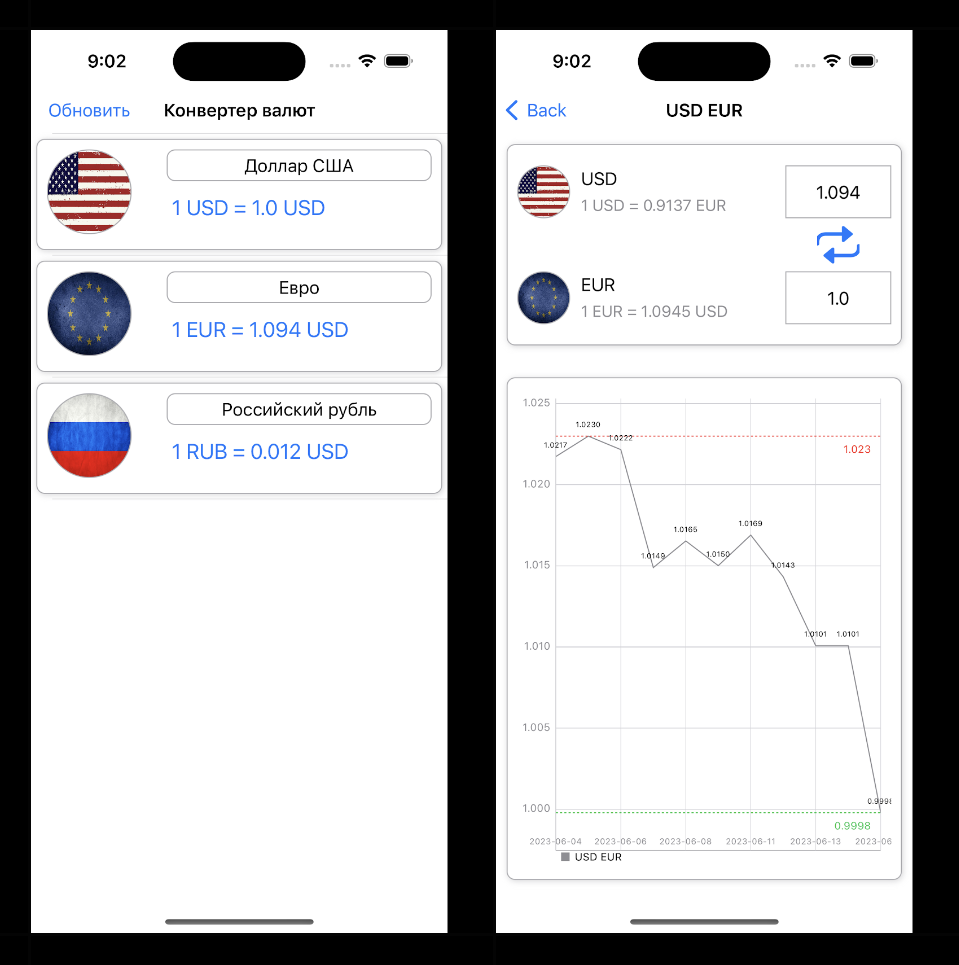 9:02
Обновить
Конвертер валют
Доллар США
1 USD = 1.0 USD
Евро
1 EUR = 1.094 USD
Российский рубль
1 RUB = 0.012 USD
9:02
Back
USD EUR
USD
1.094
1 USD = 0.9137 EUR
EUR
1.0
1 EUR = 1.0945 USD
1.025
1.0230
1.0217
1.0222
1.023
1.020
1.0165
1.0169
1.0149
1.0150
1.015
1.0143
1.010
1.0101
1.0101
1.005
1.000
0.9998
0.9998
2023-06-04
2023-06-06
2023-06-08
2023-06-11
2023-06-13
2023-06
USD EUR